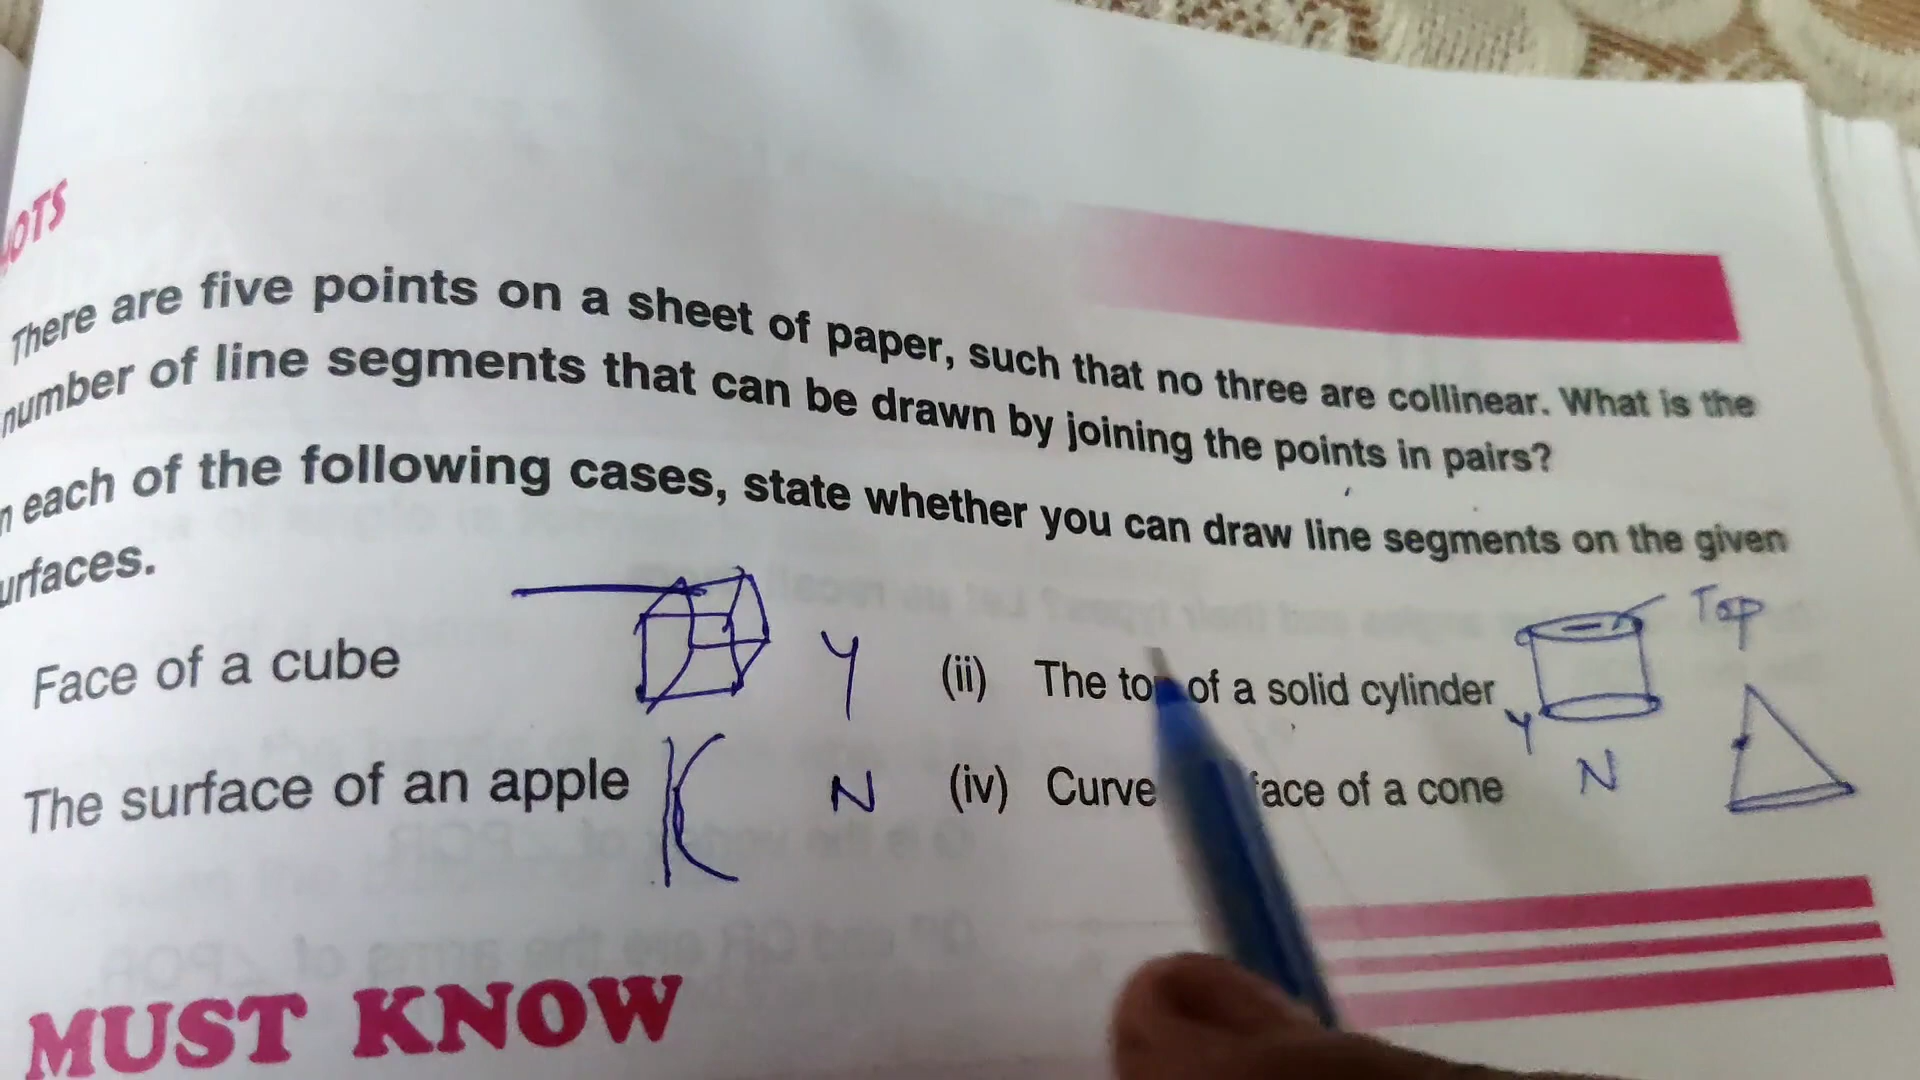 OTS
There are five points on a sheet of paper, such that no three are collinear. What is the
number of line segments that can be drawn by joining the points in pairs?
n each of the following cases, state whether you can draw line segments on the given
urfaces.
Face of a cube Y (ii) The top of a solid cylinder Y Top
The surface of an apple N (iv) Curve face of a cone N
MUST KNOW